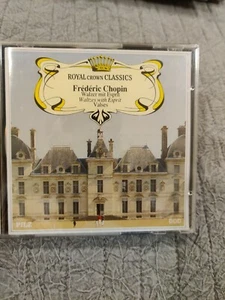 ROYAL CROWN CLASSICS
Frédéric Chopin
Walzer mit Esprit
Waltzes with Esprit
Valses